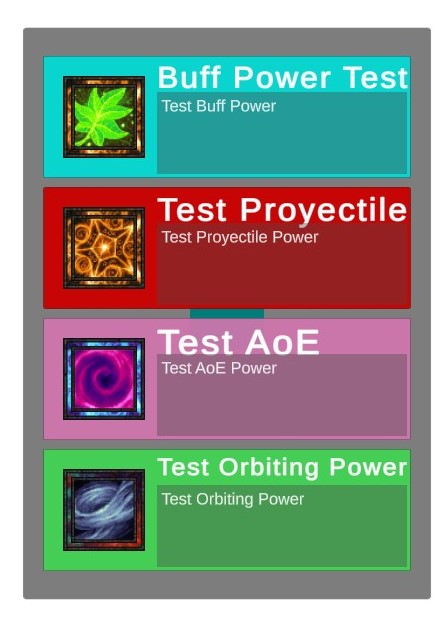 Buff Power Test
Test Buff Power
Test Proyectile
Test Proyectile Power
Test AoE
Test AoE Power
Test Orbiting Power
Test Orbiting Power